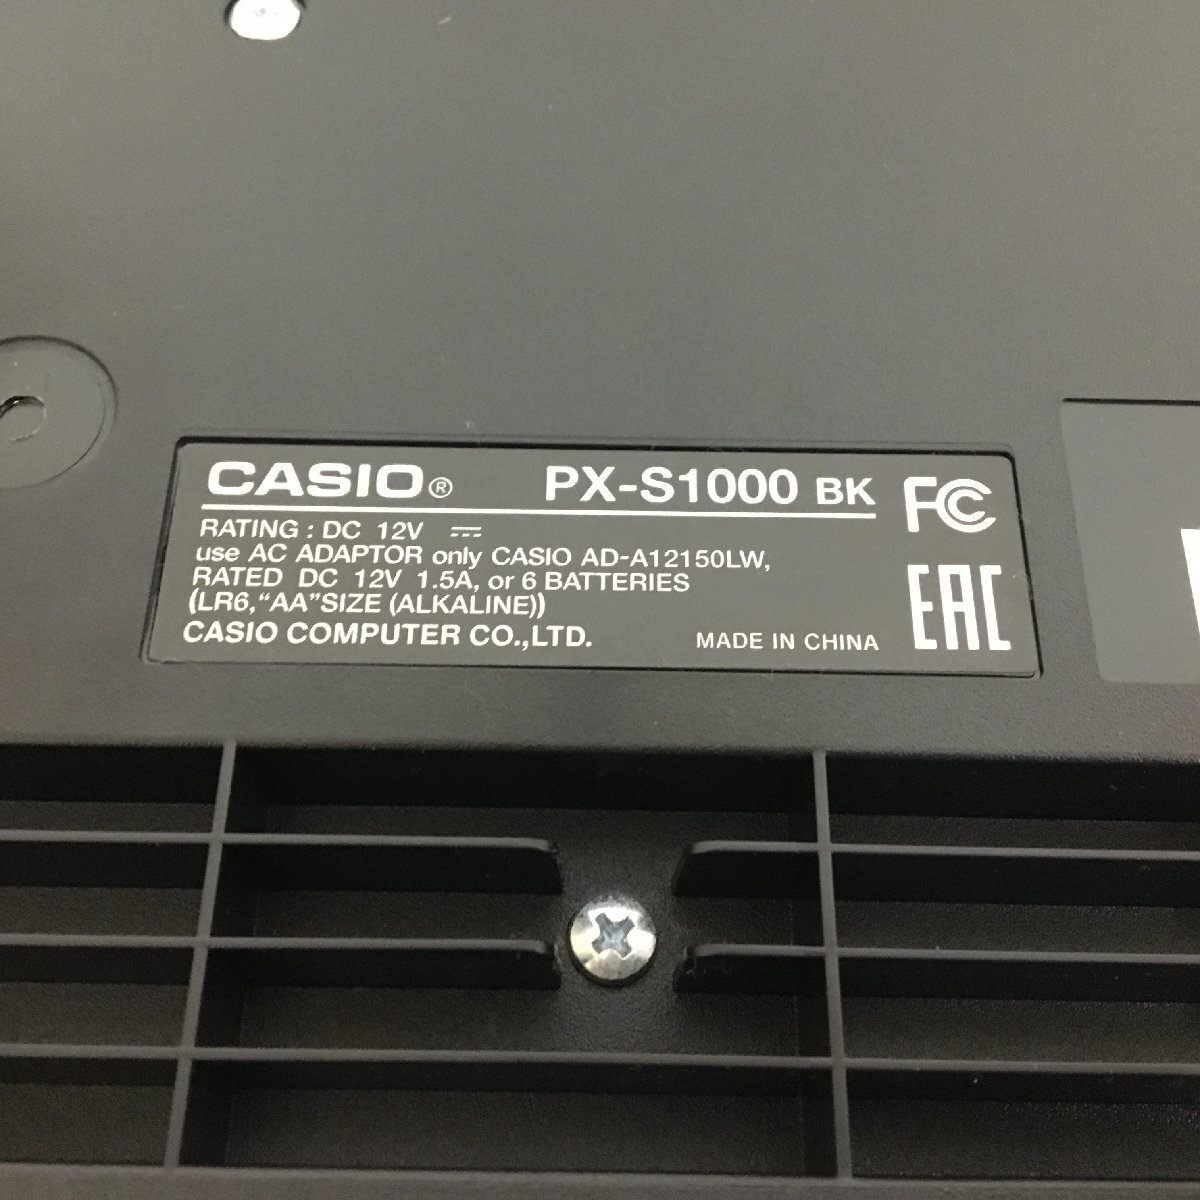 CASIO® PX-S1000 BK FC
RATING : DC 12V ⎓
use AC ADAPTOR only CASIO AD-A12150LW,
RATED DC 12V 1.5A, or 6 BATTERIES
(LR6,“AA”SIZE (ALKALINE))
CASIO COMPUTER CO.,LTD. MADE IN CHINA
EAC